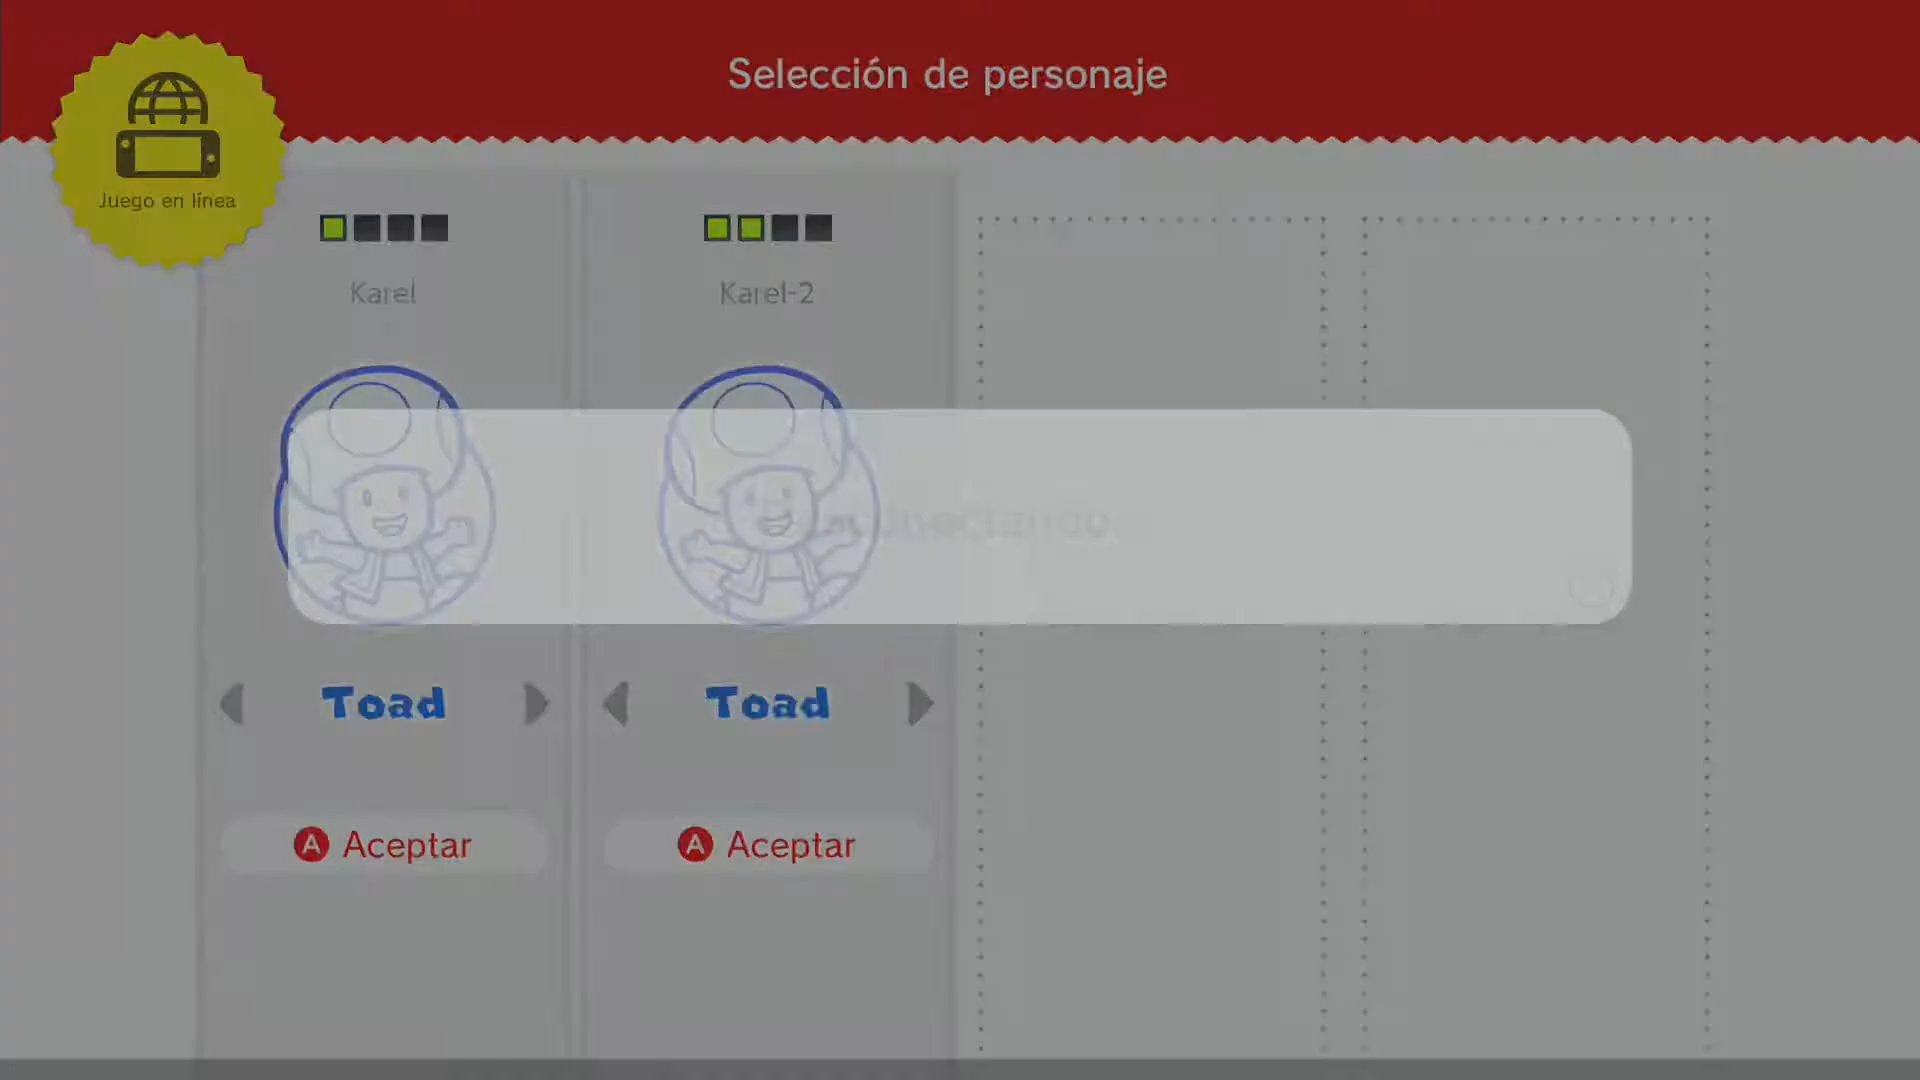 Selección de personaje
Juego en línea
Karel
Karel-2
Toad
Toad
A Aceptar
A Aceptar